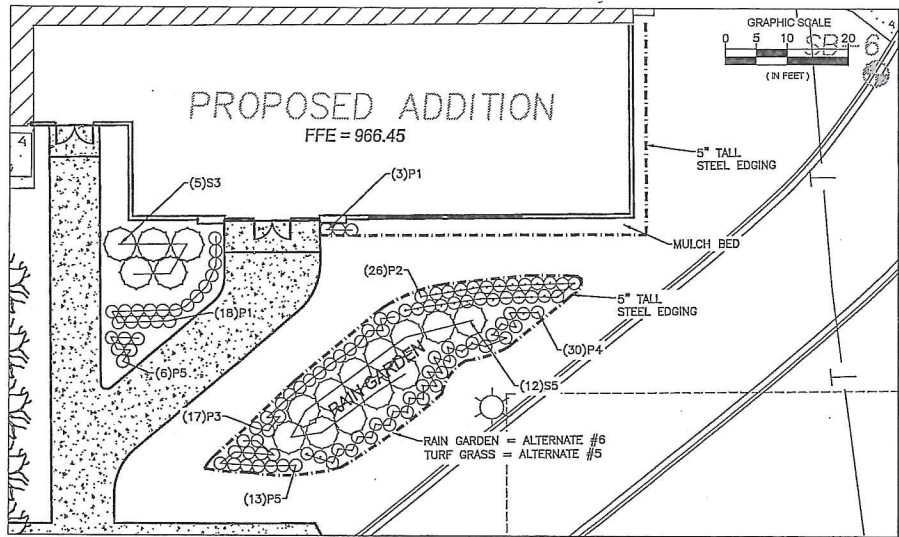 GRAPHIC SCALE
0 5 10 20
SB-6
(IN FEET)
4
PROPOSED ADDITION
FFE = 966.45
4
5" TALL
STEEL EDGING
(5)S3
(3)P1
MULCH BED
(26)P2
5" TALL
STEEL EDGING
(18)P1
(30)P4
(6)P5
RAIN GARDEN
(12)S5
(17)P3
RAIN GARDEN = ALTERNATE #6
TURF GRASS = ALTERNATE #5
(13)P5